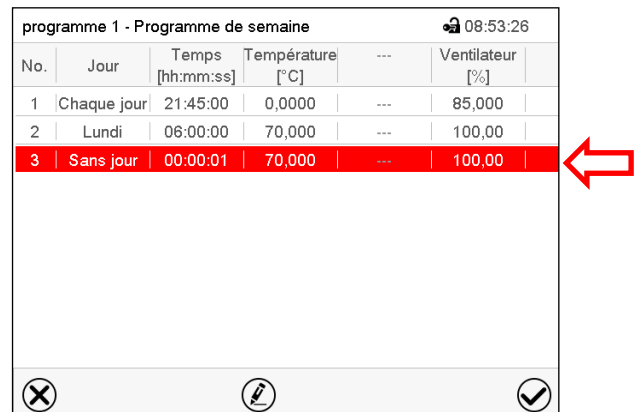 programme 1 - Programme de semaine 08:53:26
No. Jour Temps [hh:mm:ss] Température [°C] --- Ventilateur [%]
1 Chaque jour 21:45:00 0,0000 --- 85,000
2 Lundi 06:00:00 70,000 --- 100,00
3 Sans jour 00:00:01 70,000 --- 100,00